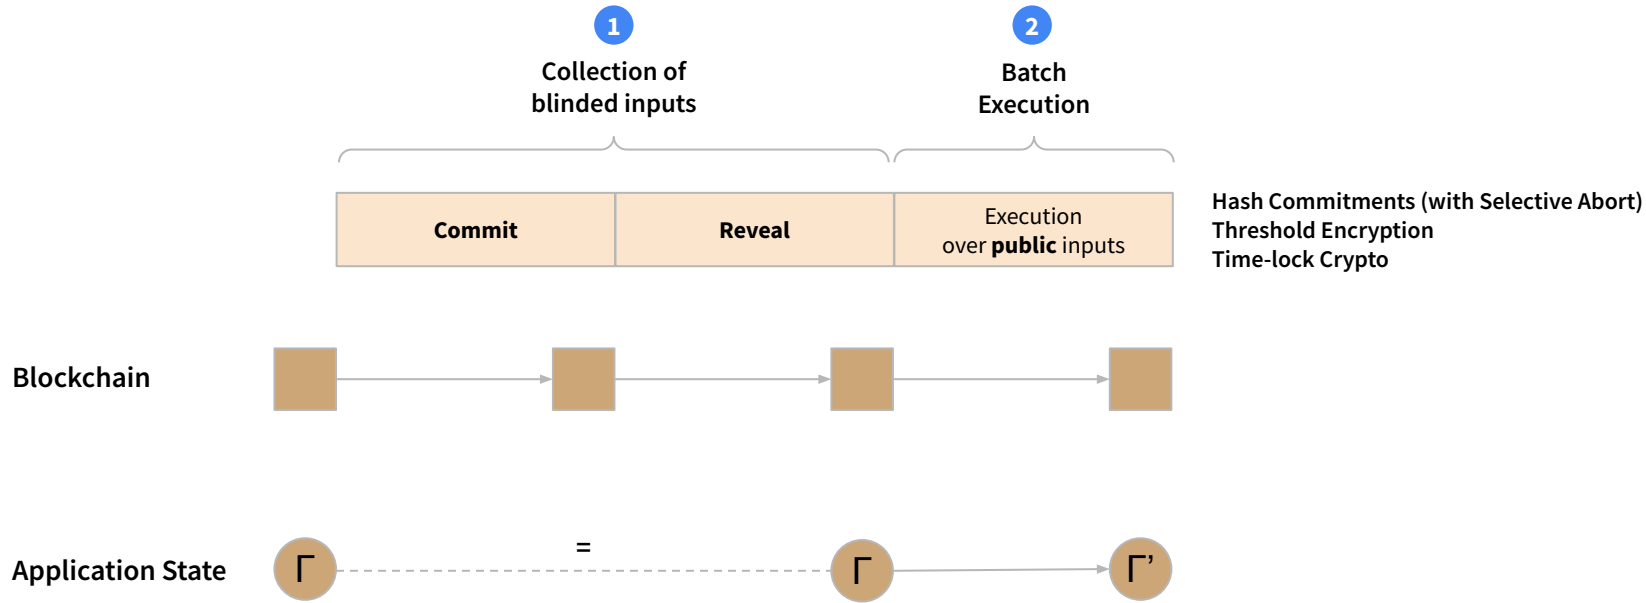 1
Collection of
blinded inputs
2
Batch
Execution
Commit
Reveal
Execution
over public inputs
Hash Commitments (with Selective Abort)
Threshold Encryption
Time-lock Crypto
Blockchain
Application State
Γ
=
Γ
Γ’